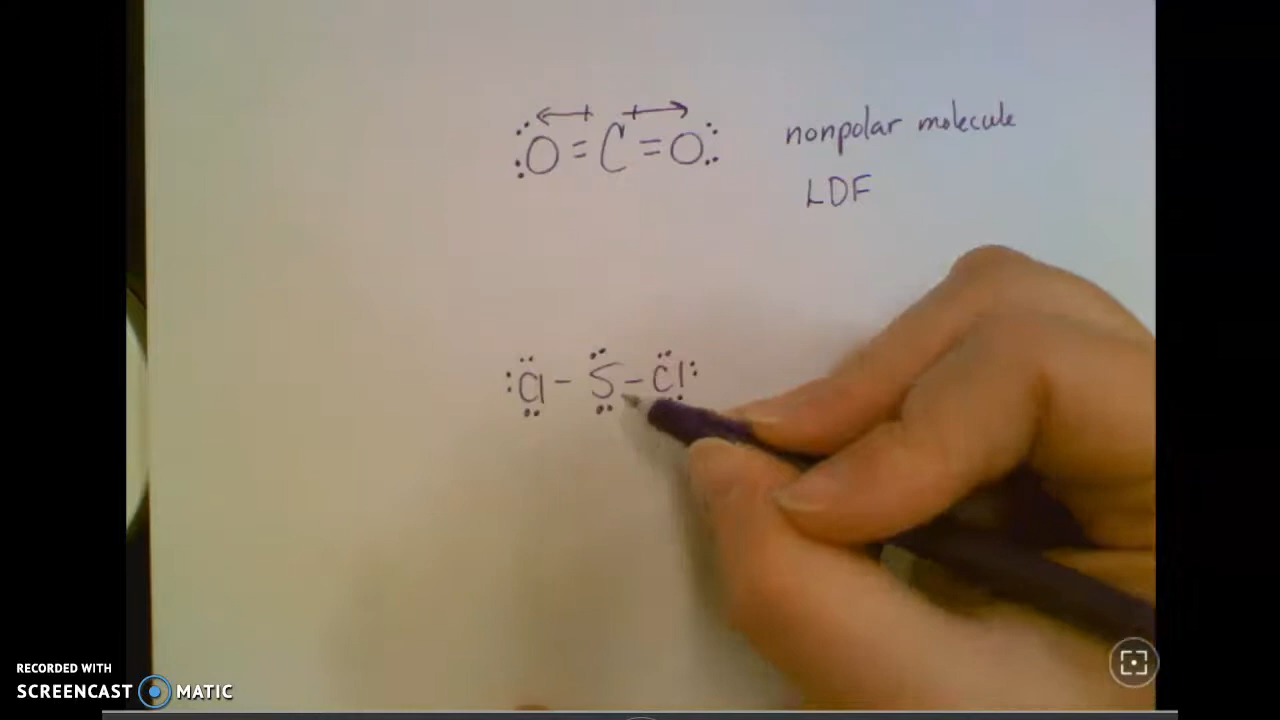 O=C=O nonpolar molecule
LDF
Cl-S-Cl
RECORDED WITH
SCREENCAST MATIC